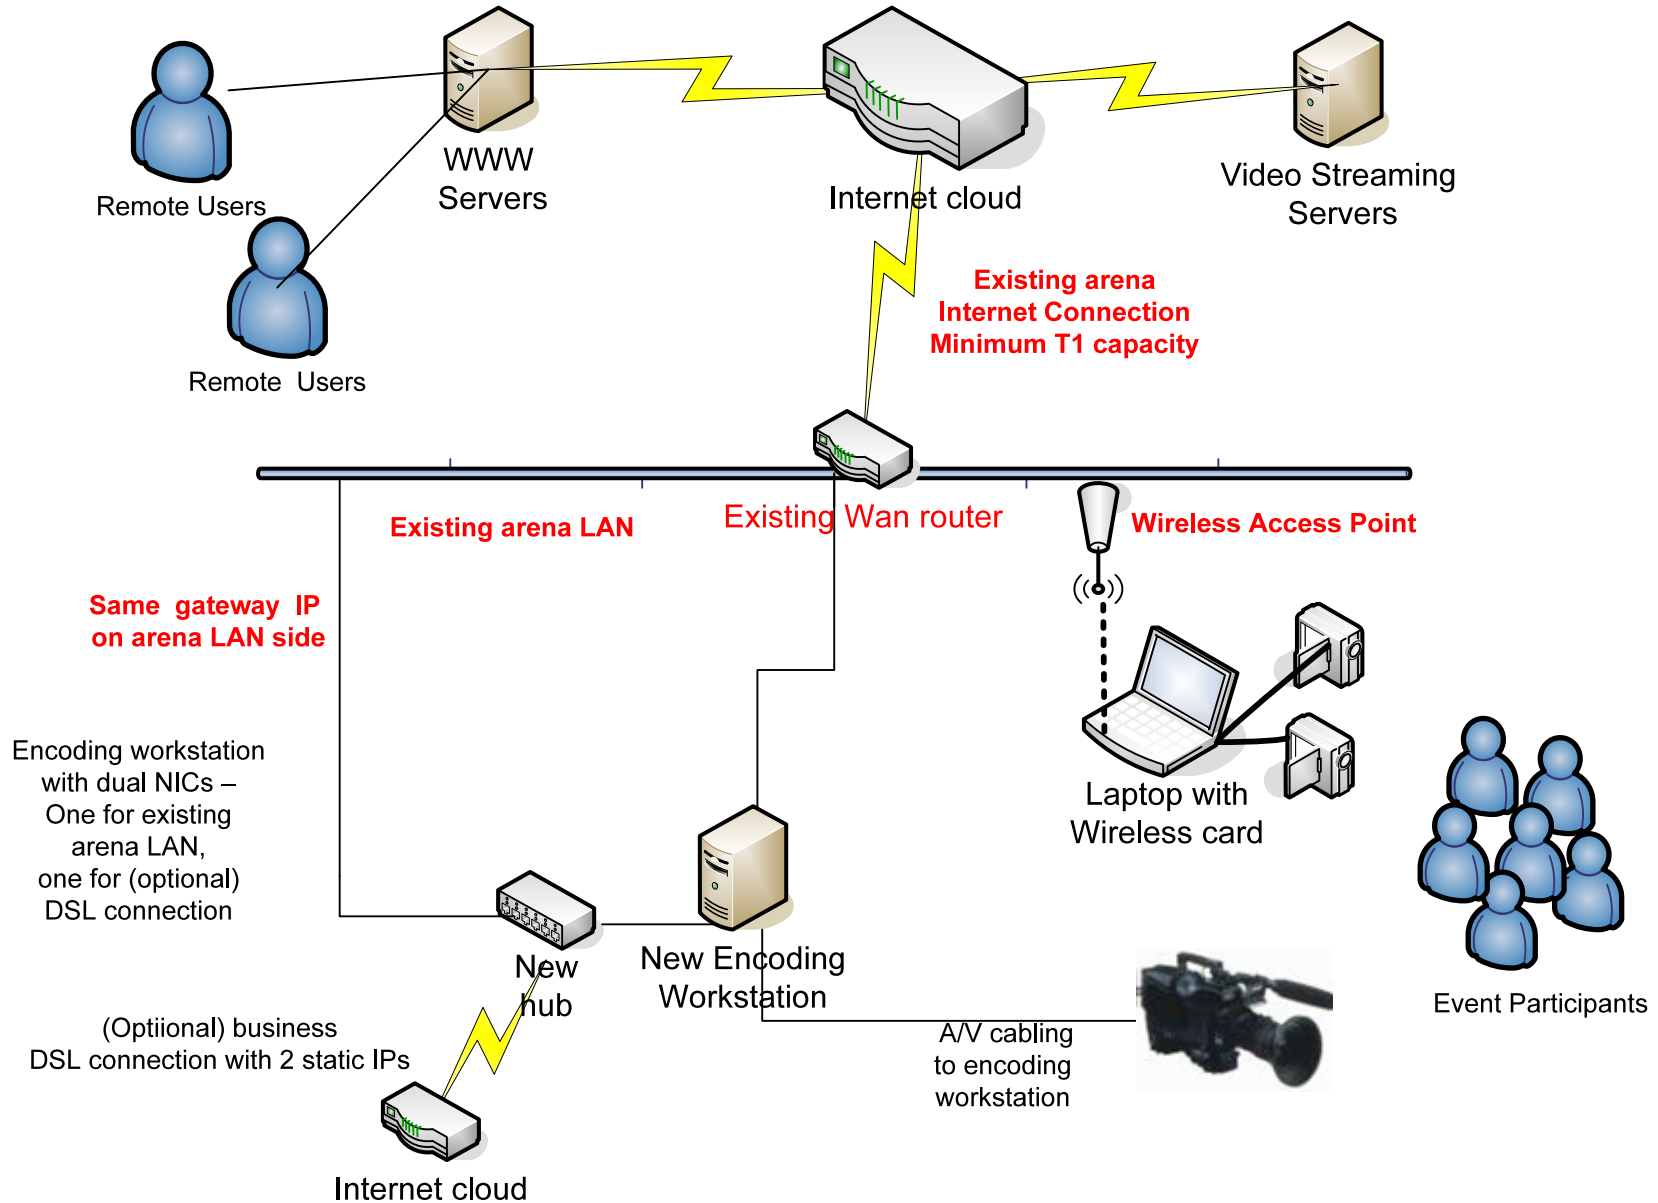 WWW
Servers
Internet cloud
Video Streaming
Servers
Remote Users
Remote  Users
Existing arena
Internet Connection
Minimum T1 capacity
Existing arena LAN
Existing Wan router
Wireless Access Point
Same  gateway  IP
on arena LAN side
Encoding workstation
with dual NICs –
One for existing
arena LAN,
one for (optional)
DSL connection
Laptop with
Wireless card
New
hub
New Encoding
Workstation
Event Participants
(Optiional) business
DSL connection with 2 static IPs
A/V cabling
to encoding
workstation
Internet cloud